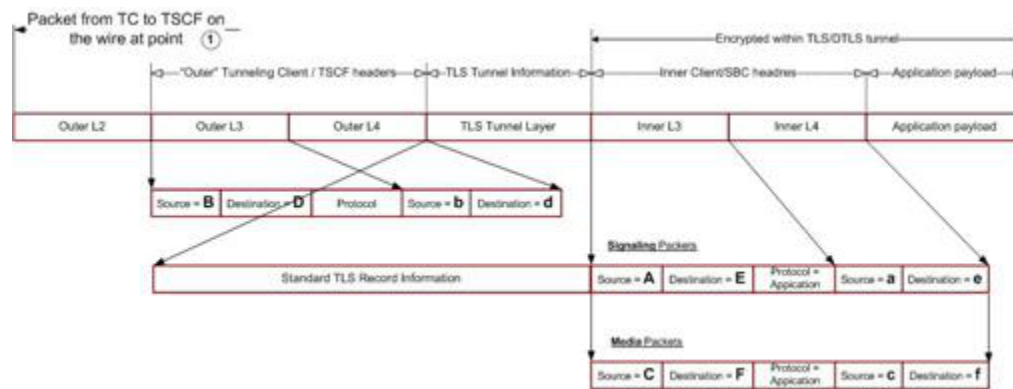 Packet from TC to TSCF on
the wire at point 1
Encrypted within TLS/DTLS tunnel
"Outer" Tunneling Client / TSCF headers
TLS Tunnel Information
Inner Client/SBC headres
Application payload
Outer L2
Outer L3
Outer L4
TLS Tunnel Layer
Inner L3
Inner L4
Application payload
Source = B
Destination = D
Protocol
Source = b
Destination = d
Signaling Packets
Standard TLS Record Information
Source = A
Destination = E
Protocol =
Appication
Source = a
Destination = e
Media Packets
Source = C
Destination = F
Protocol =
Appication
Source = c
Destination = f